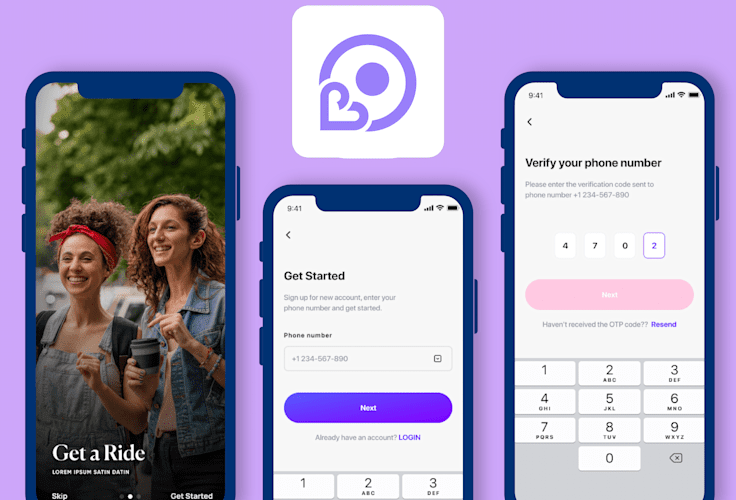 Get a Ride
LOREM IPSUM SATIN DATIN
Skip
Get Started
9:41
Get Started
Sign up for new account, enter your
phone number and get started.
Phone number
+1 234-567-890
Next
Already have an account? LOGIN
1 2 3
ABC DEF
9:41
Verify your phone number
Please enter the verification code sent to
phone number +1 234-567-890
4 7 0 2
Next
Haven't received the OTP code?? Resend
1 2 3
ABC DEF
4 5 6
GHI JKL MNO
7 8 9
PQRS TUV WXYZ
0